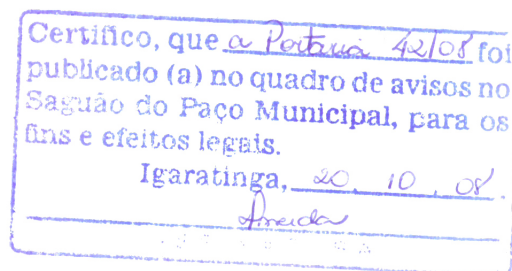 Certifico, que a Portaria 42/08 foi
publicado (a) no quadro de avisos no
Saguão do Paço Municipal, para os
fins e efeitos legais.
Igaratinga, 20 . 10 . 08 .